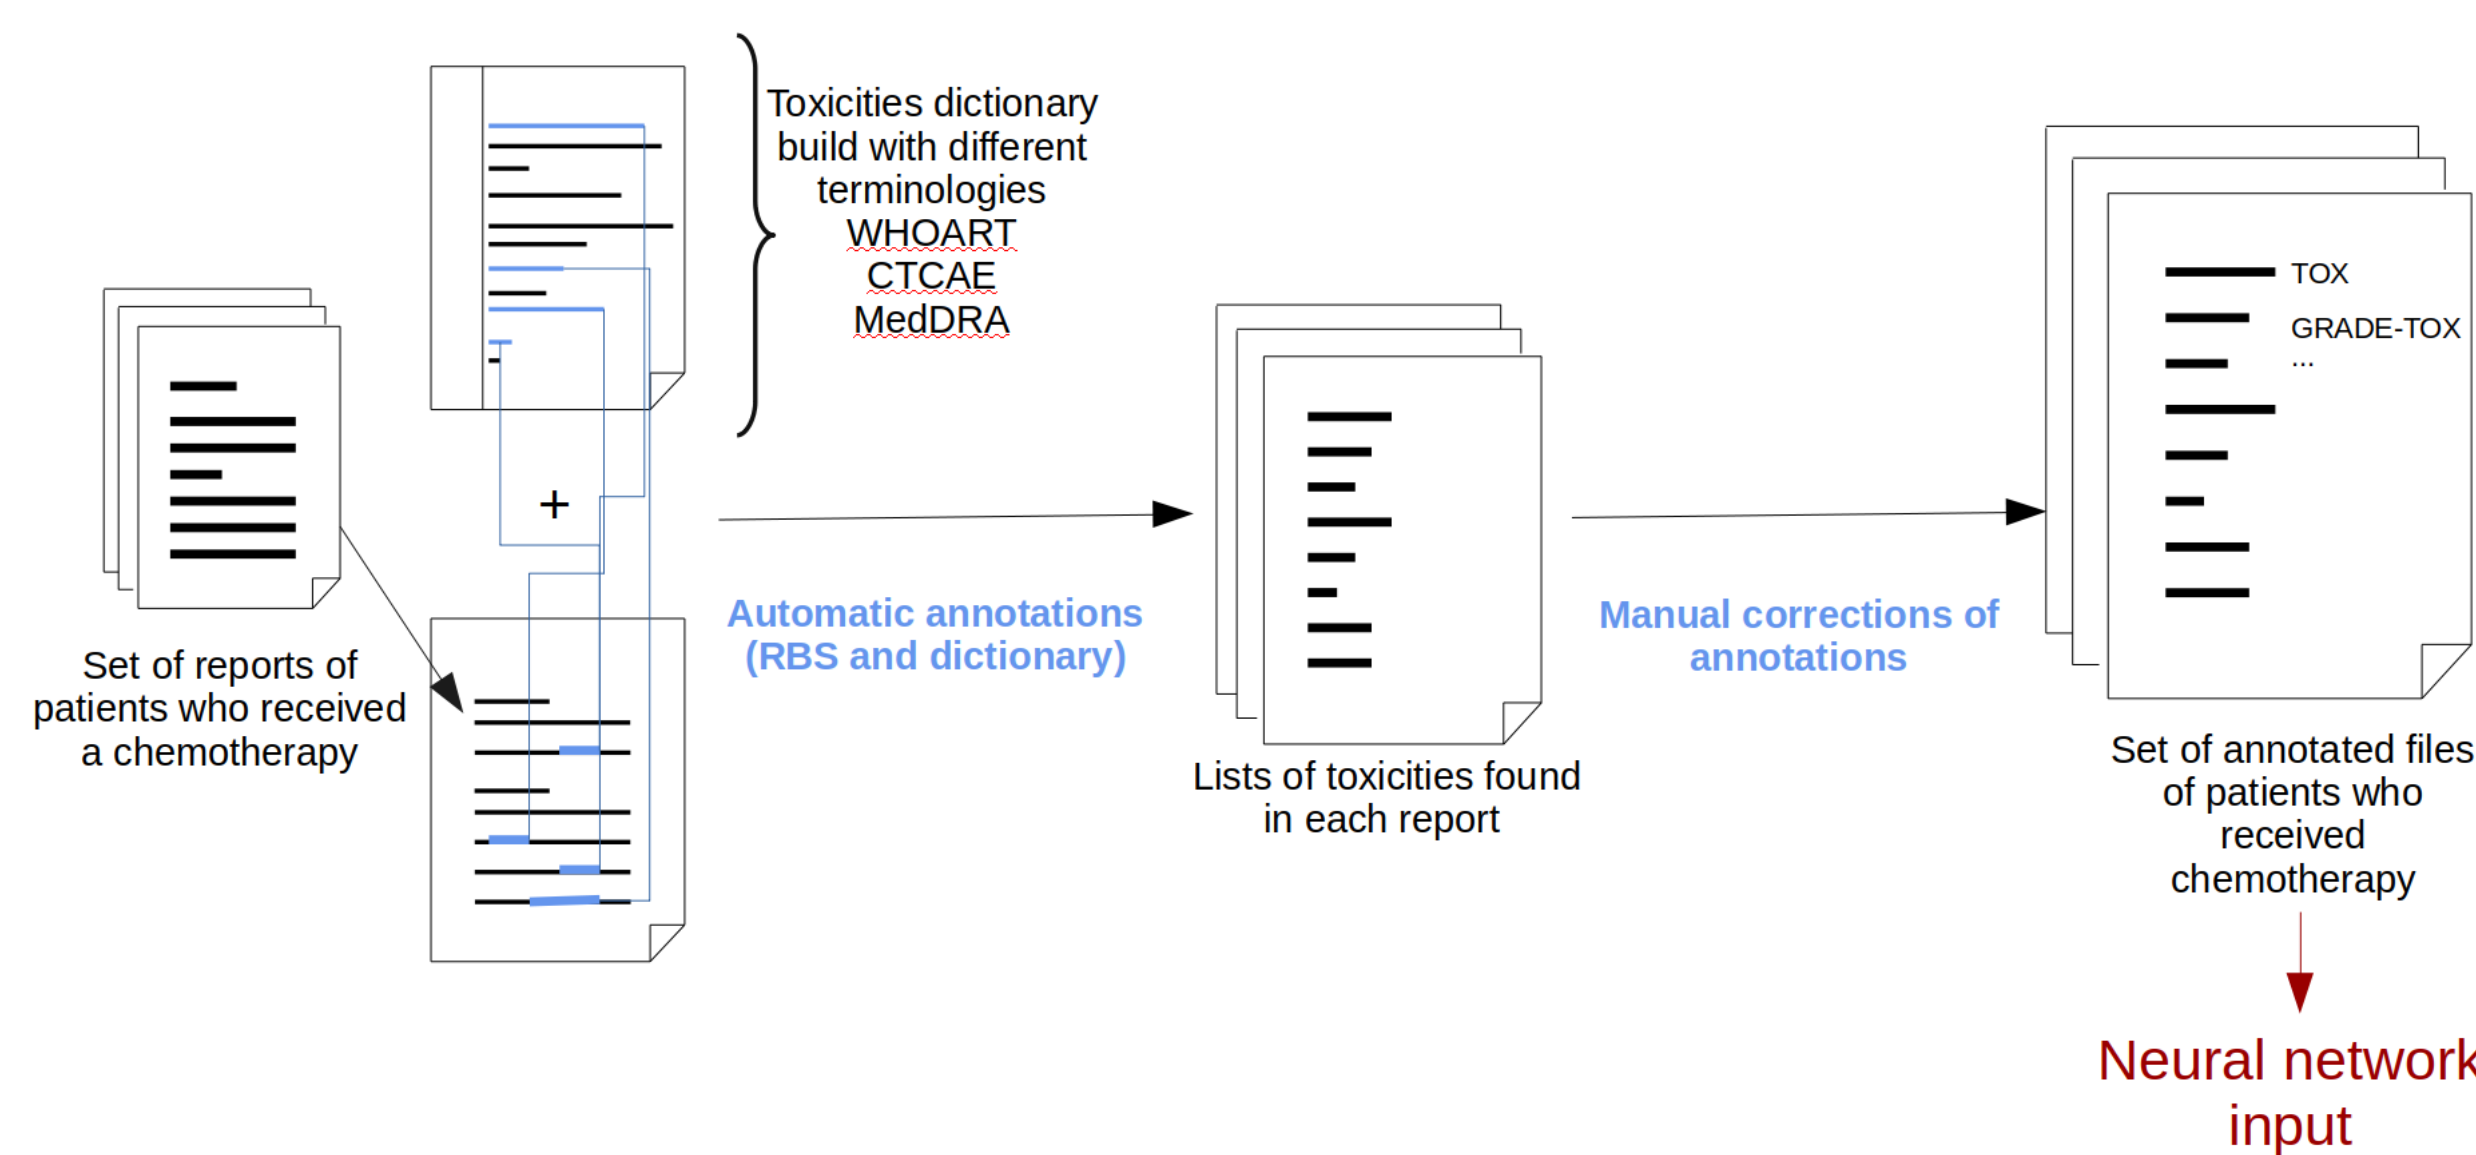 Toxicities dictionary
build with different
terminologies
WHOART
CTCAE
MedDRA
Set of reports of
patients who received
a chemotherapy
+
Automatic annotations
(RBS and dictionary)
Lists of toxicities found
in each report
Manual corrections of
annotations
TOX
GRADE-TOX
...
Set of annotated files
of patients who
received
chemotherapy
Neural network
input